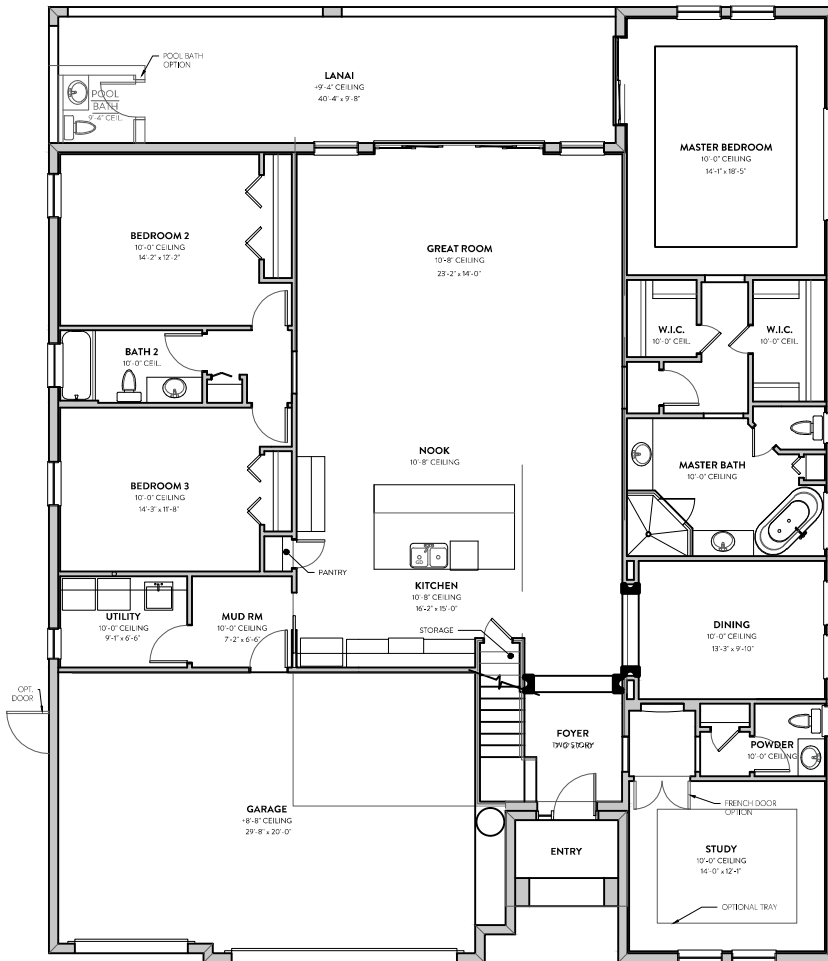 POOL BATH
OPTION
LANAI
+9'-4" CEILING
40'-4" x 9'-8"
POOL
BATH
9'-4" CEIL.
MASTER BEDROOM
10'-0" CEILING
14'-1" x 18'-5"
BEDROOM 2
10'-0" CEILING
14'-2" x 12'-2"
GREAT ROOM
10'-8" CEILING
23'-2" x 14'-0"
W.I.C.
10'-0" CEIL.
W.I.C.
10'-0" CEIL.
BATH 2
10'-0" CEIL.
NOOK
10'-8" CEILING
MASTER BATH
10'-0" CEILING
BEDROOM 3
10'-0" CEILING
14'-3" x 11'-8"
PANTRY
KITCHEN
10'-8" CEILING
16'-2" x 15'-0"
UTILITY
10'-0" CEILING
9'-1" x 6'-6"
MUD RM
10'-0" CEILING
7'-2" x 6'-6"
STORAGE
DINING
10'-0" CEILING
13'-3" x 9'-10"
OPT.
DOOR
FOYER
TWO STORY
POWDER
10'-0" CEILING
GARAGE
+8'-8" CEILING
29'-8" x 20'-0"
FRENCH DOOR
OPTION
ENTRY
STUDY
10'-0" CEILING
14'-0" x 12'-1"
OPTIONAL TRAY